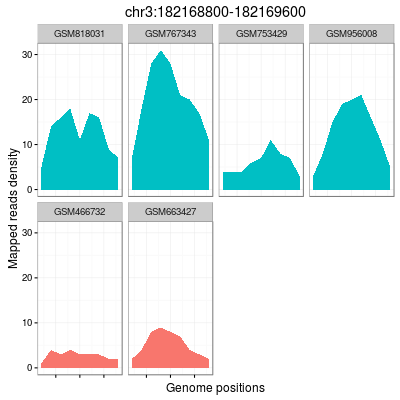 chr3:182168800-182169600
GSM818031 GSM767343 GSM753429 GSM956008
30
20
10
0
GSM466732 GSM663427
30
20
10
0
Mapped reads density
Genome positions